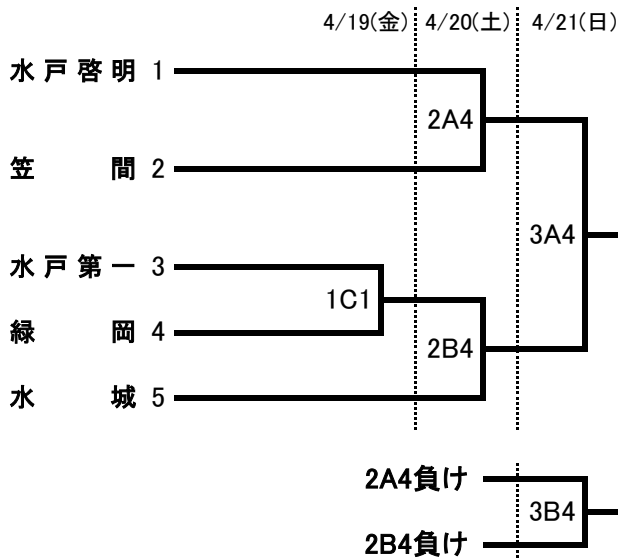 4/19(金) 4/20(土) 4/21(日)
水戸啓明 1
2A4
笠間 2
3A4
水戸第一 3
1C1
緑岡 4
2B4
水城 5
2A4負け
3B4
2B4負け